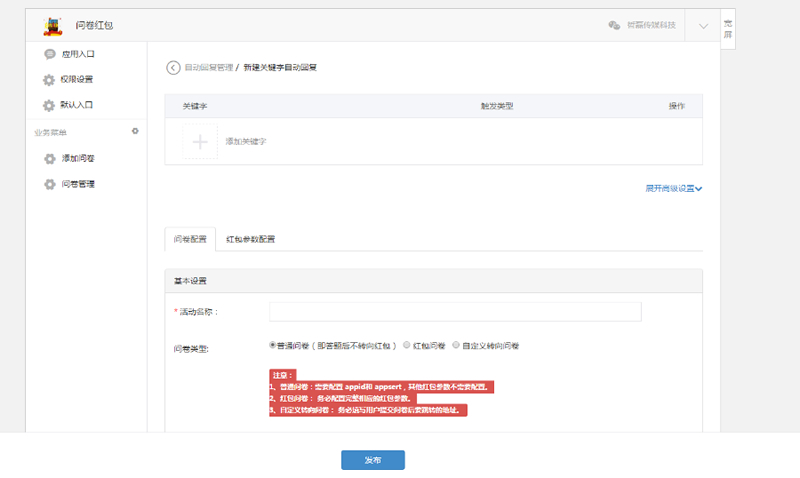 问卷红包
智磊传媒科技
宽屏
应用入口
权限设置
默认入口
业务菜单
添加问卷
问卷管理
自动回复管理 / 新建关键字自动回复
关键字 触发类型 操作
添加关键字
展开高级设置
问卷配置 红包参数配置
基本设置
* 活动名称：
问卷类型: 普通问卷（即答题后不转向红包） 红包问卷 自定义转向问卷
注意：
1、普通问卷：需要配置 appid和 appsert，其他红包参数不需要配置。
2、红包问卷： 务必配置完整相应的红包参数。
3、自定义转向问卷： 务必填写用户提交问卷后要跳转的地址。
发布